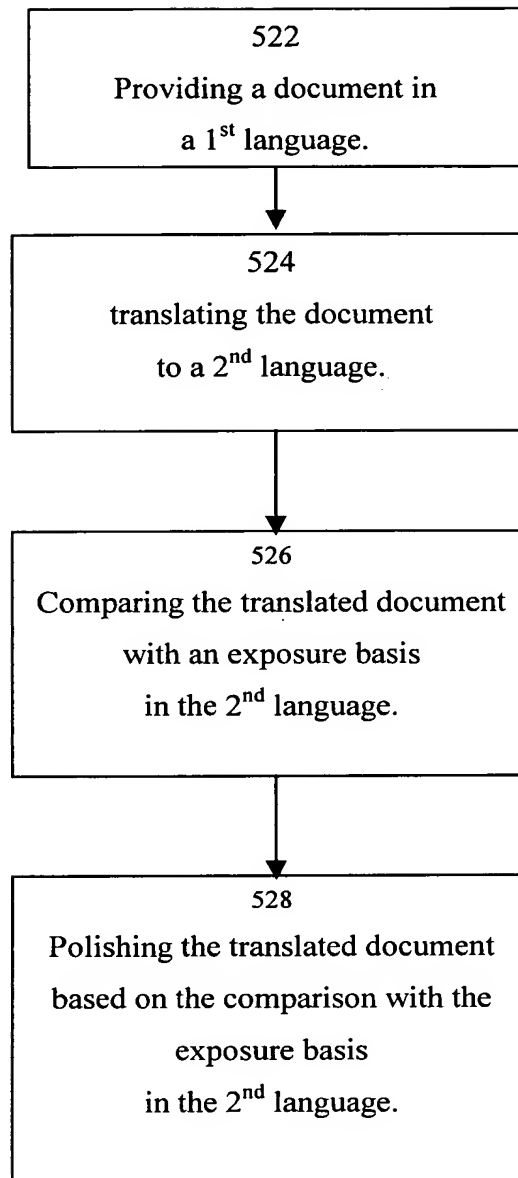 522
Providing a document in
a 1st language.
524
translating the document
to a 2nd language.
526
Comparing the translated document
with an exposure basis
in the 2nd language.
528
Polishing the translated document
based on the comparison with the
exposure basis
in the 2nd language.